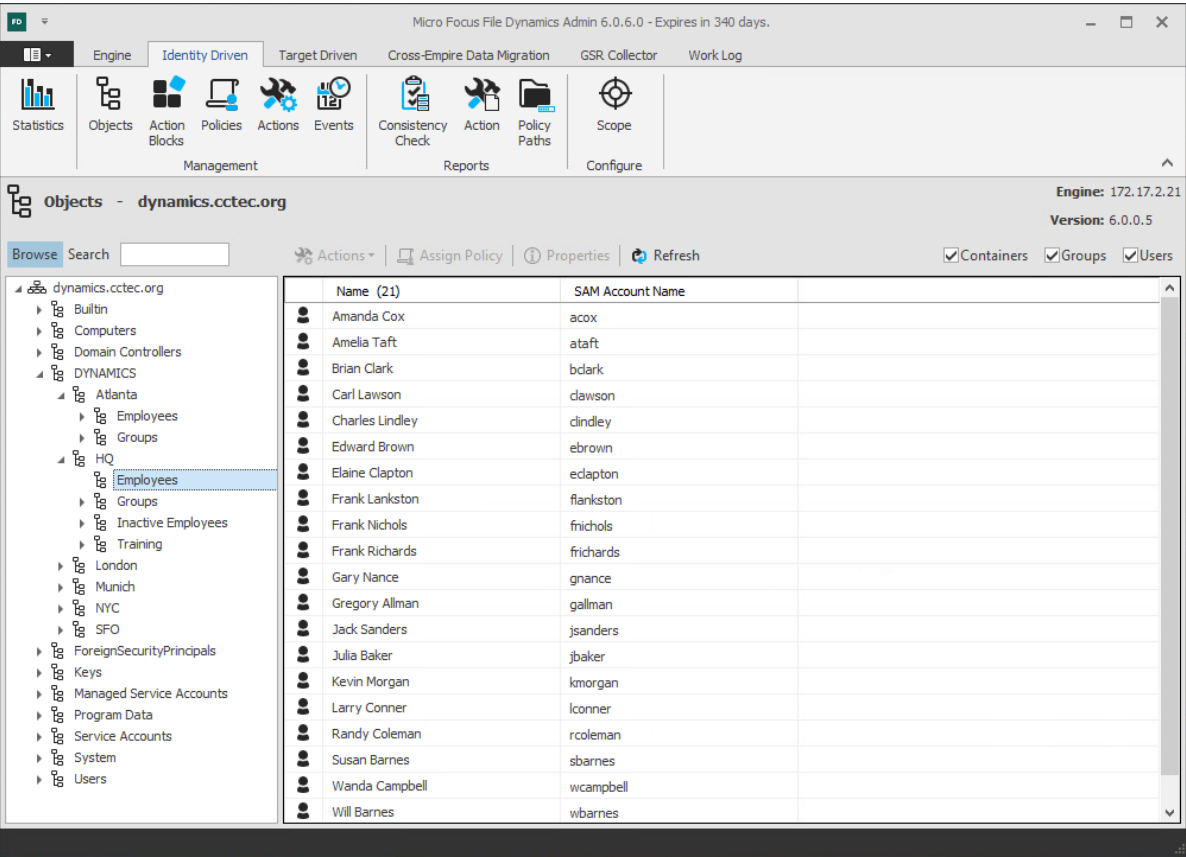 FD
Micro Focus File Dynamics Admin 6.0.6.0 - Expires in 340 days.
Engine Identity Driven Target Driven Cross-Empire Data Migration GSR Collector Work Log
12
Statistics Objects Action Blocks Policies Actions Events Consistency Check Action Policy Paths Scope
Management Reports Configure
Objects - dynamics.cctec.org
Engine: 172.17.2.21
Version: 6.0.0.5
Browse Search Actions Assign Policy Properties Refresh Containers Groups Users
dynamics.cctec.org
Builtin
Computers
Domain Controllers
DYNAMICS
Atlanta
Employees
Groups
HQ
Employees
Groups
Inactive Employees
Training
London
Munich
NYC
SFO
ForeignSecurityPrincipals
Keys
Managed Service Accounts
Program Data
Service Accounts
System
Users
Name (21) SAM Account Name
Amanda Cox acox
Amelia Taft ataft
Brian Clark bclark
Carl Lawson clawson
Charles Lindley clindley
Edward Brown ebrown
Elaine Clapton eclapton
Frank Lankston flankston
Frank Nichols fnichols
Frank Richards frichards
Gary Nance gnance
Gregory Allman gallman
Jack Sanders jsanders
Julia Baker jbaker
Kevin Morgan kmorgan
Larry Conner lconner
Randy Coleman rcoleman
Susan Barnes sbarnes
Wanda Campbell wcampbell
Will Barnes wbarnes